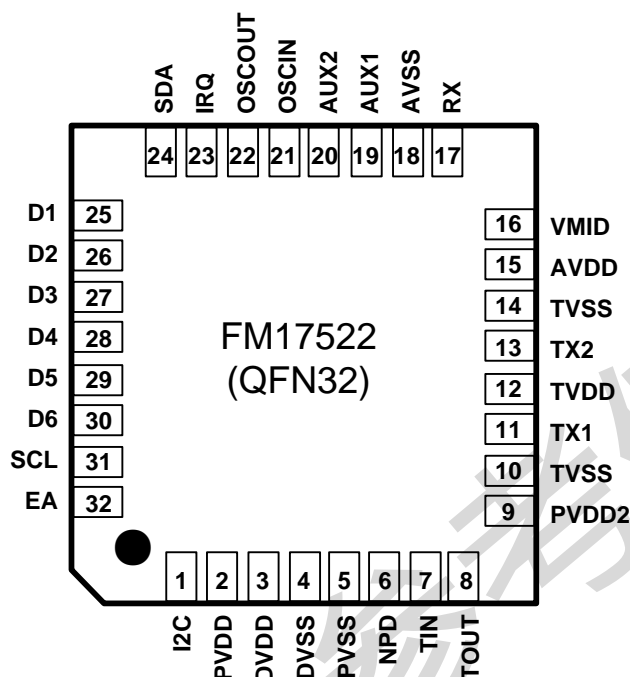 SDA IRQ OSCOUT OSCIN AUX2 AUX1 AVSS RX
24 23 22 21 20 19 18 17
D1 25
D2 26
D3 27
D4 28
D5 29
D6 30
SCL 31
EA 32
FM17522
(QFN32)
16 VMID
15 AVDD
14 TVSS
13 TX2
12 TVDD
11 TX1
10 TVSS
9 PVDD2
1 2 3 4 5 6 7 8
I2C PVDD DVDD DVSS PVSS NPD TIN TOUT